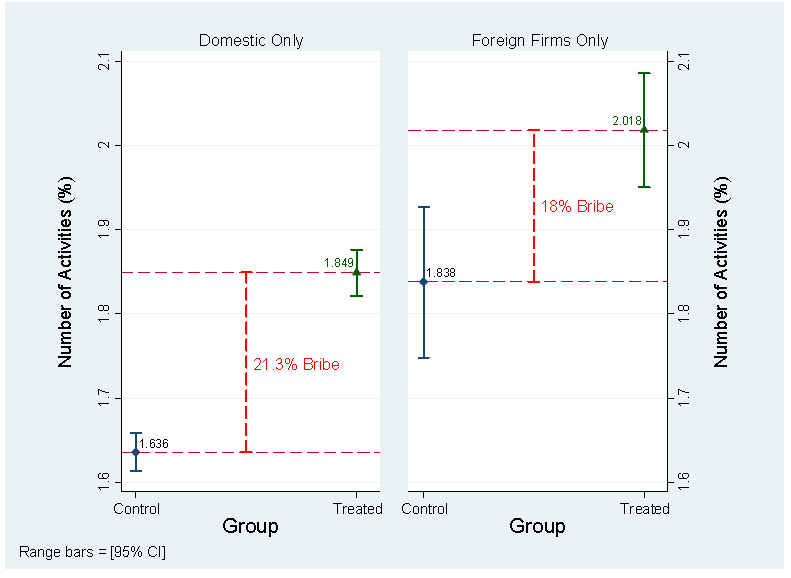 Domestic Only
Foreign Firms Only
2.1
2
1.9
1.8
1.7
1.6
Number of Activities (%)
1.849
21.3% Bribe
1.636
Control
Treated
Group
2.018
18% Bribe
1.838
Control
Treated
Group
2.1
2
1.9
1.8
1.7
1.6
Number of Activities (%)
Range bars = [95% CI]